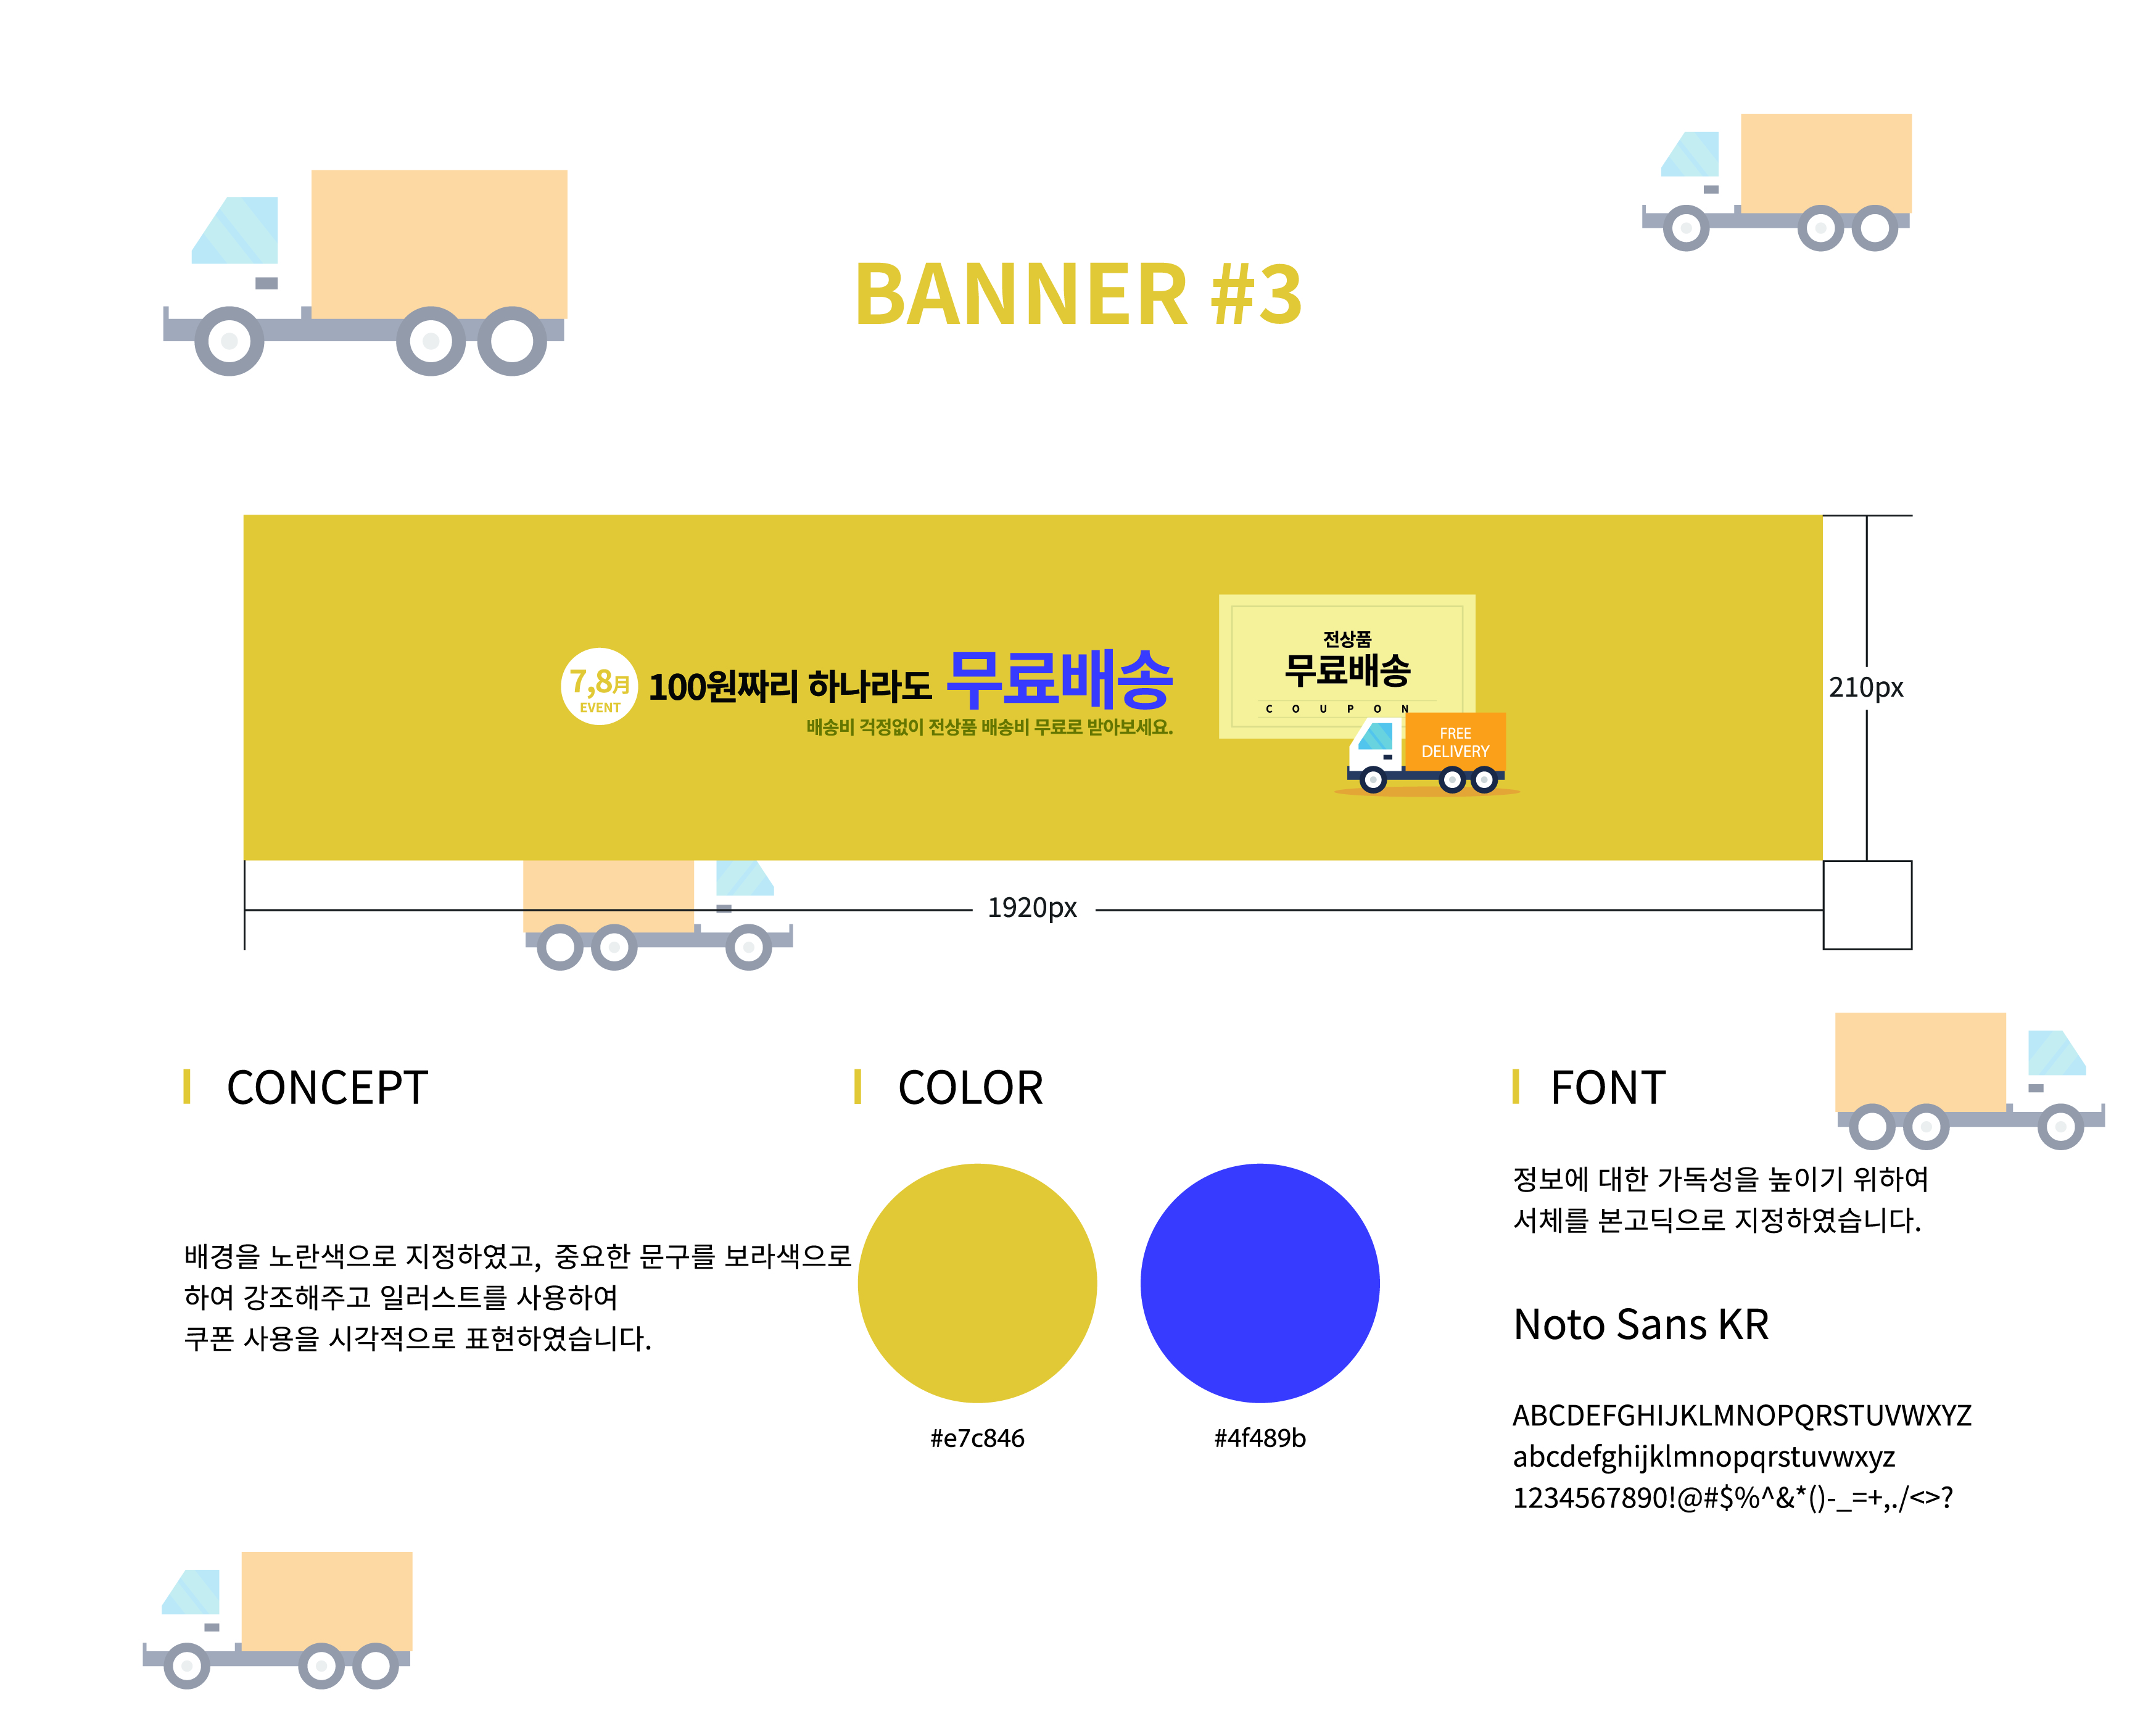 BANNER #3
7,8月
EVENT
100원짜리 하나라도 무료배송
배송비 걱정없이 전상품 배송비 무료로 받아보세요.
전상품
무료배송
COUPON
FREE
DELIVERY
210px
1920px
CONCEPT
배경을 노란색으로 지정하였고, 중요한 문구를 보라색으로
하여 강조해주고 일러스트를 사용하여
쿠폰 사용을 시각적으로 표현하였습니다.
COLOR
#e7c846
#4f489b
FONT
정보에 대한 가독성을 높이기 위하여
서체를 본고딕으로 지정하였습니다.
Noto Sans KR
ABCDEFGHIJKLMNOPQRSTUVWXYZ
abcdefghijklmnopqrstuvwxyz
1234567890!@#$%^&*()-_=+,./<>?